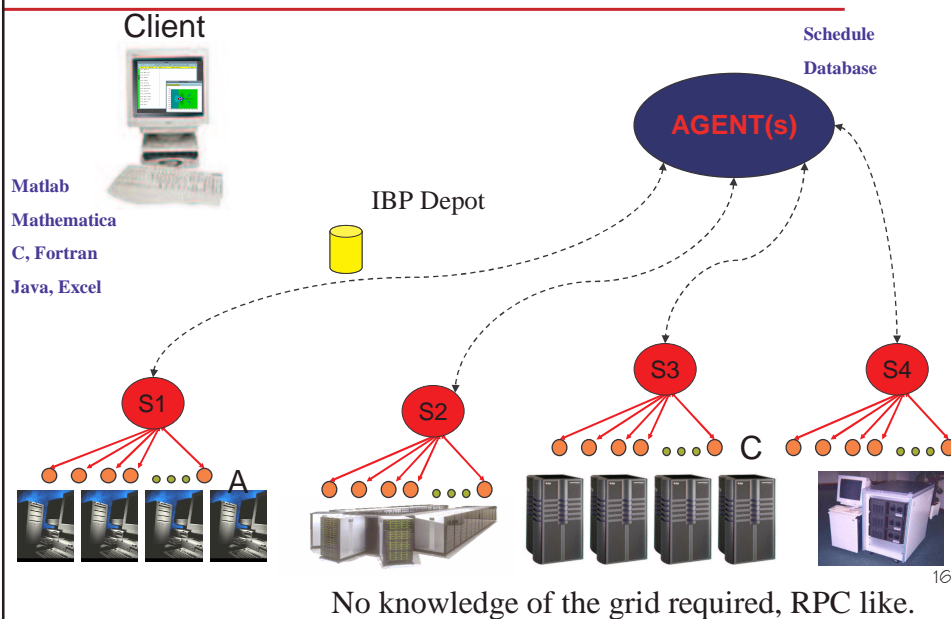 Client
Schedule
Database
AGENT(s)
Matlab
Mathematica
C, Fortran
Java, Excel
IBP Depot
S1
S2
S3
S4
A
C
16
No knowledge of the grid required, RPC like.